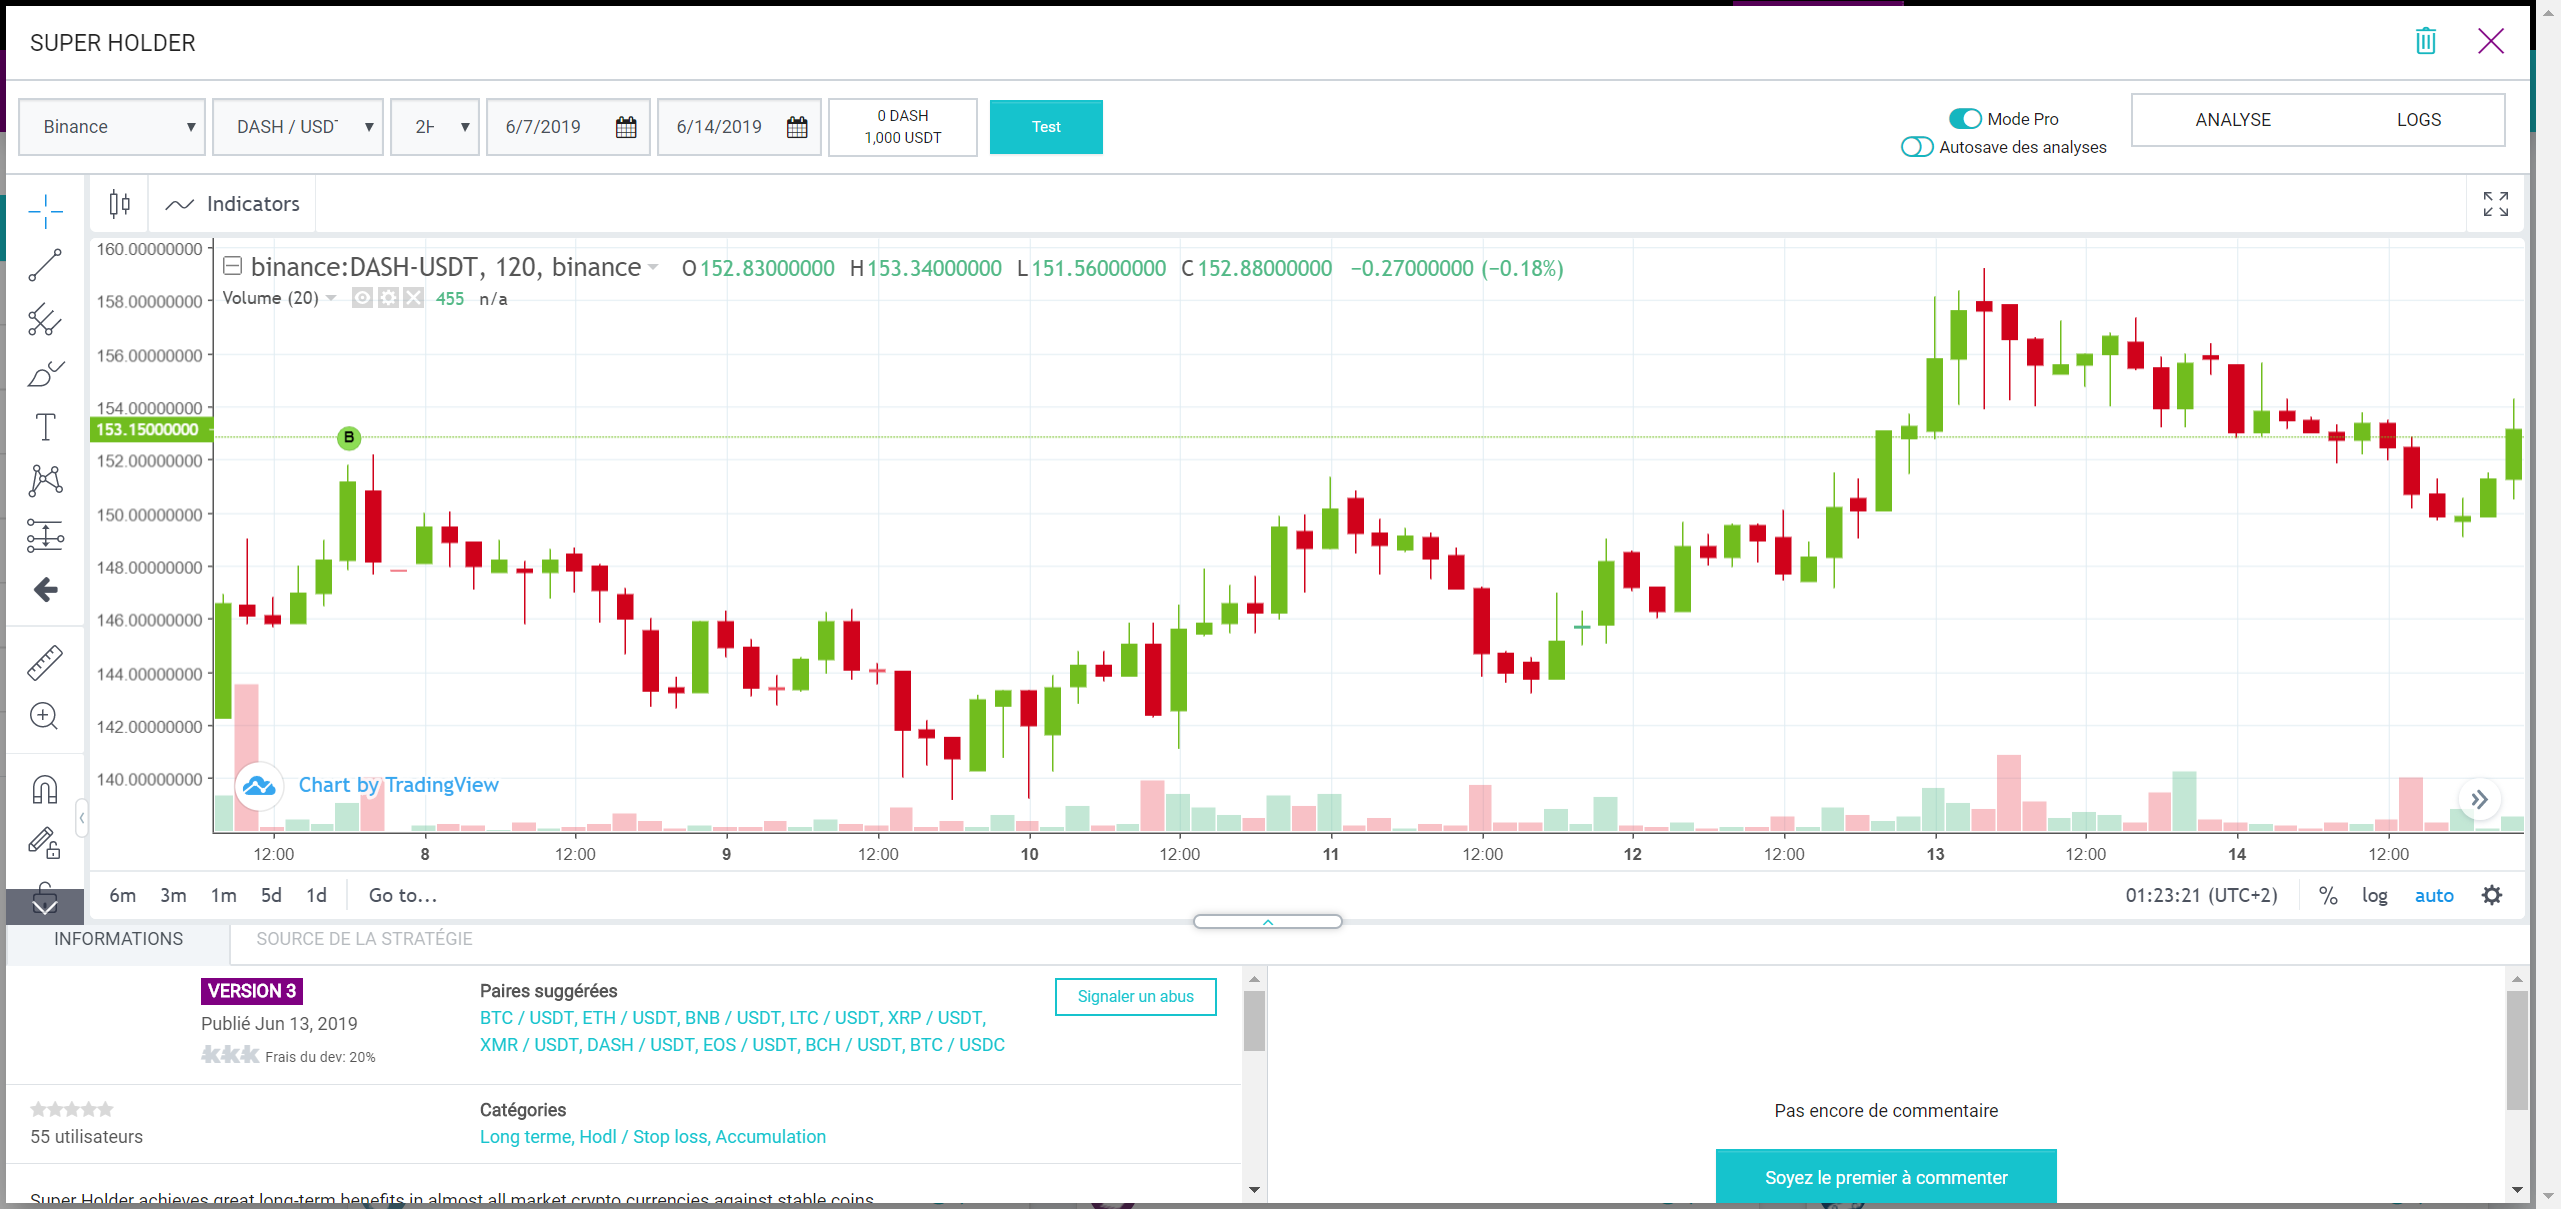 SUPER HOLDER
Binance
DASH / USD
2H
6/7/2019
6/14/2019
0 DASH
1,000 USDT
Test
Mode Pro
Autosave des analyses
ANALYSE
LOGS
Indicators
binance:DASH-USDT, 120, binance O152.83000000 H153.34000000 L151.56000000 C152.88000000 −0.27000000 (−0.18%)
Volume (20) 455 n/a
160.00000000
158.00000000
156.00000000
154.00000000
153.15000000
152.00000000
150.00000000
148.00000000
146.00000000
144.00000000
142.00000000
140.00000000
B
Chart by TradingView
12:00 8 12:00 9 12:00 10 12:00 11 12:00 12 12:00 13 12:00 14 12:00
6m 3m 1m 5d 1d Go to...
01:23:21 (UTC+2) % log auto
INFORMATIONS
SOURCE DE LA STRATÉGIE
VERSION 3
Publié Jun 13, 2019
Frais du dev: 20%
Paires suggérées
BTC / USDT, ETH / USDT, BNB / USDT, LTC / USDT, XRP / USDT,
XMR / USDT, DASH / USDT, EOS / USDT, BCH / USDT, BTC / USDC
Signaler un abus
55 utilisateurs
Catégories
Long terme, Hodl / Stop loss, Accumulation
Super Holder achieves great long-term benefits in almost all market crypto currencies against stable coins
Pas encore de commentaire
Soyez le premier à commenter